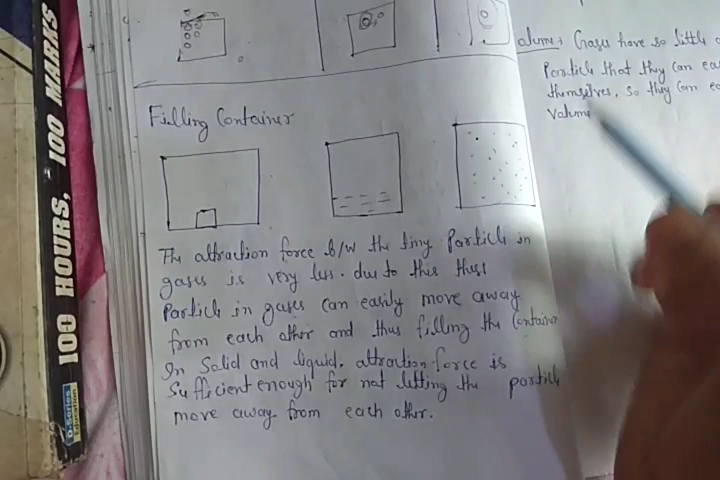 100 HOURS, 100 MARKS
O-Series
Education
Filling Container
The attraction force b/w the tiny Particle in
gases is very less. due to this these
Particle in gases can easily move away
from each other and thus filling the Container
In Solid and liquid. attraction force is
Sufficient enough for not letting the particle
move away from each other.
Gases have so little
Particle that they can
themselves, so they can
Volume